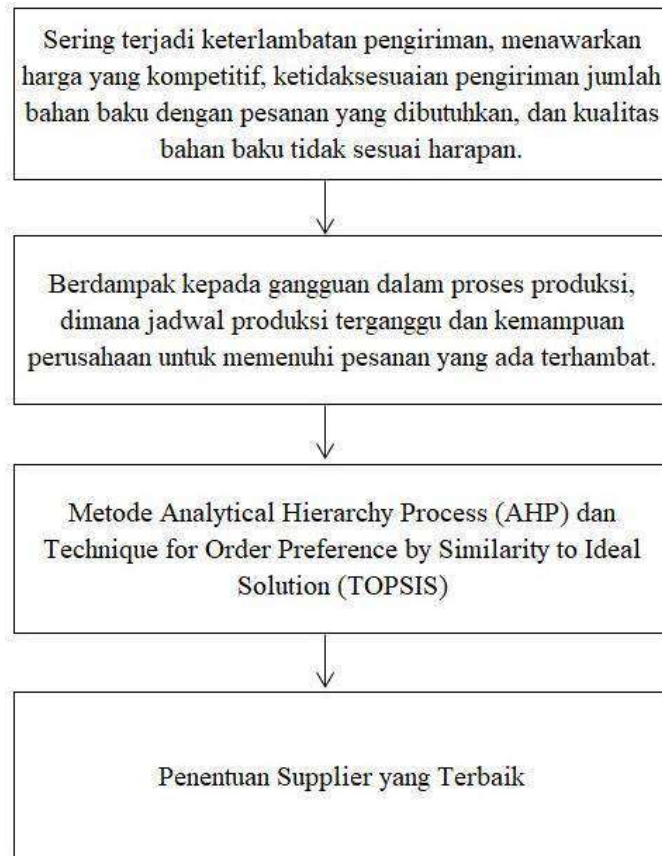 Sering terjadi keterlambatan pengiriman, menawarkan
harga yang kompetitif, ketidaksesuaian pengiriman jumlah
bahan baku dengan pesanan yang dibutuhkan, dan kualitas
bahan baku tidak sesuai harapan.
Berdampak kepada gangguan dalam proses produksi,
dimana jadwal produksi terganggu dan kemampuan
perusahaan untuk memenuhi pesanan yang ada terhambat.
Metode Analytical Hierarchy Process (AHP) dan
Technique for Order Preference by Similarity to Ideal
Solution (TOPSIS)
Penentuan Supplier yang Terbaik